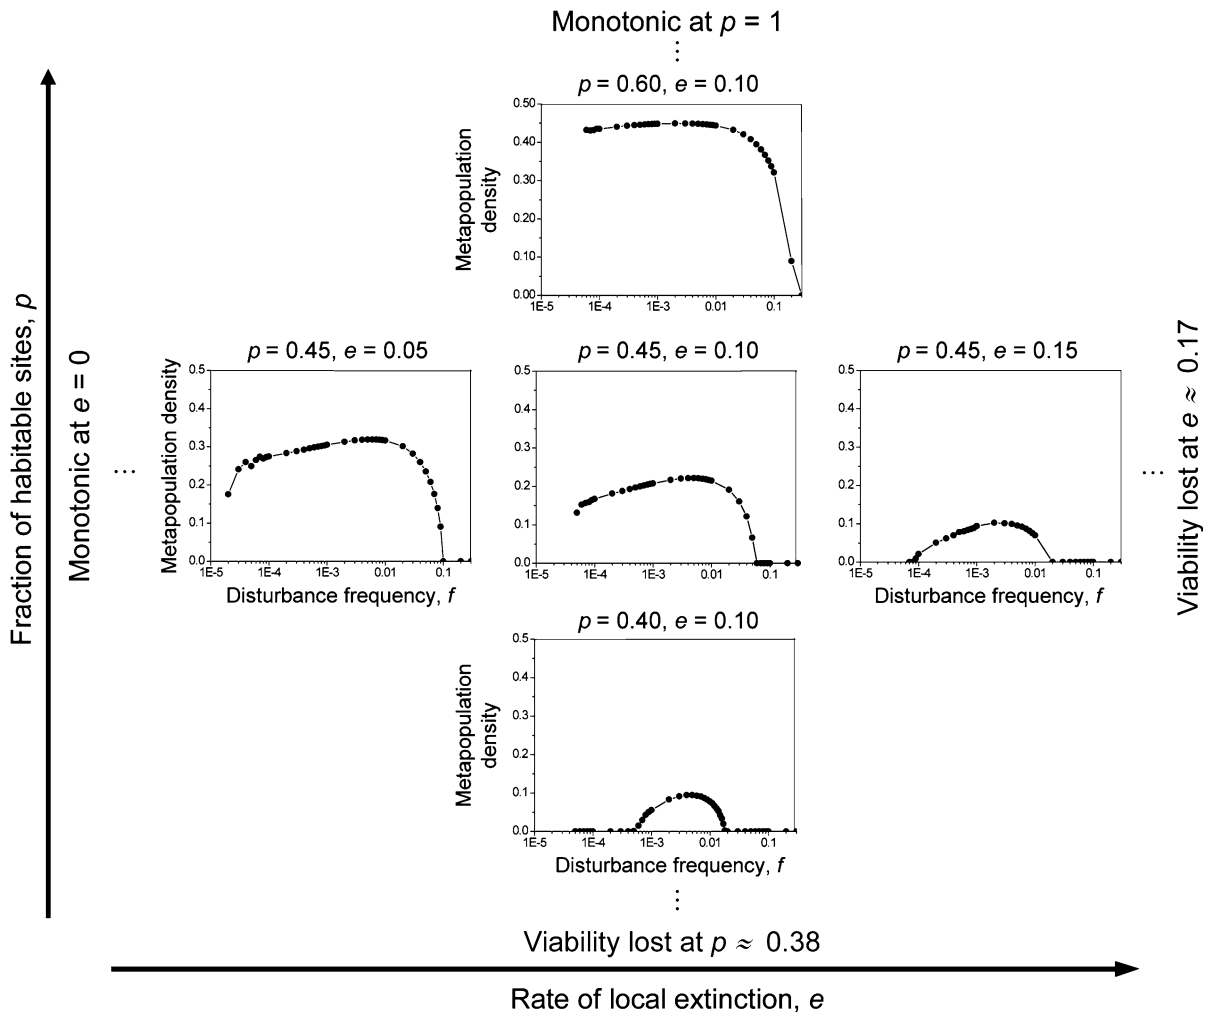 Monotonic at p = 1
⋮
p = 0.60, e = 0.10
0.50
0.40
0.30
0.20
0.10
0.00
Metapopulation
density
1E-5 1E-4 1E-3 0.01 0.1
Fraction of habitable sites, p
Monotonic at e = 0
...
p = 0.45, e = 0.05
0.5
0.4
0.3
0.2
0.1
0.0
Metapopulation density
1E-5 1E-4 1E-3 0.01 0.1
Disturbance frequency, f
p = 0.45, e = 0.10
0.5
0.4
0.3
0.2
0.1
0.0
1E-5 1E-4 1E-3 0.01 0.1
p = 0.45, e = 0.15
0.5
0.4
0.3
0.2
0.1
0.0
1E-5 1E-4 1E-3 0.01 0.1
Disturbance frequency, f
...
Viability lost at e ≈ 0.17
p = 0.40, e = 0.10
0.5
0.4
0.3
0.2
0.1
0.0
Metapopulation
density
1E-5 1E-4 1E-3 0.01 0.1
Disturbance frequency, f
⋮
Viability lost at p ≈ 0.38
Rate of local extinction, e